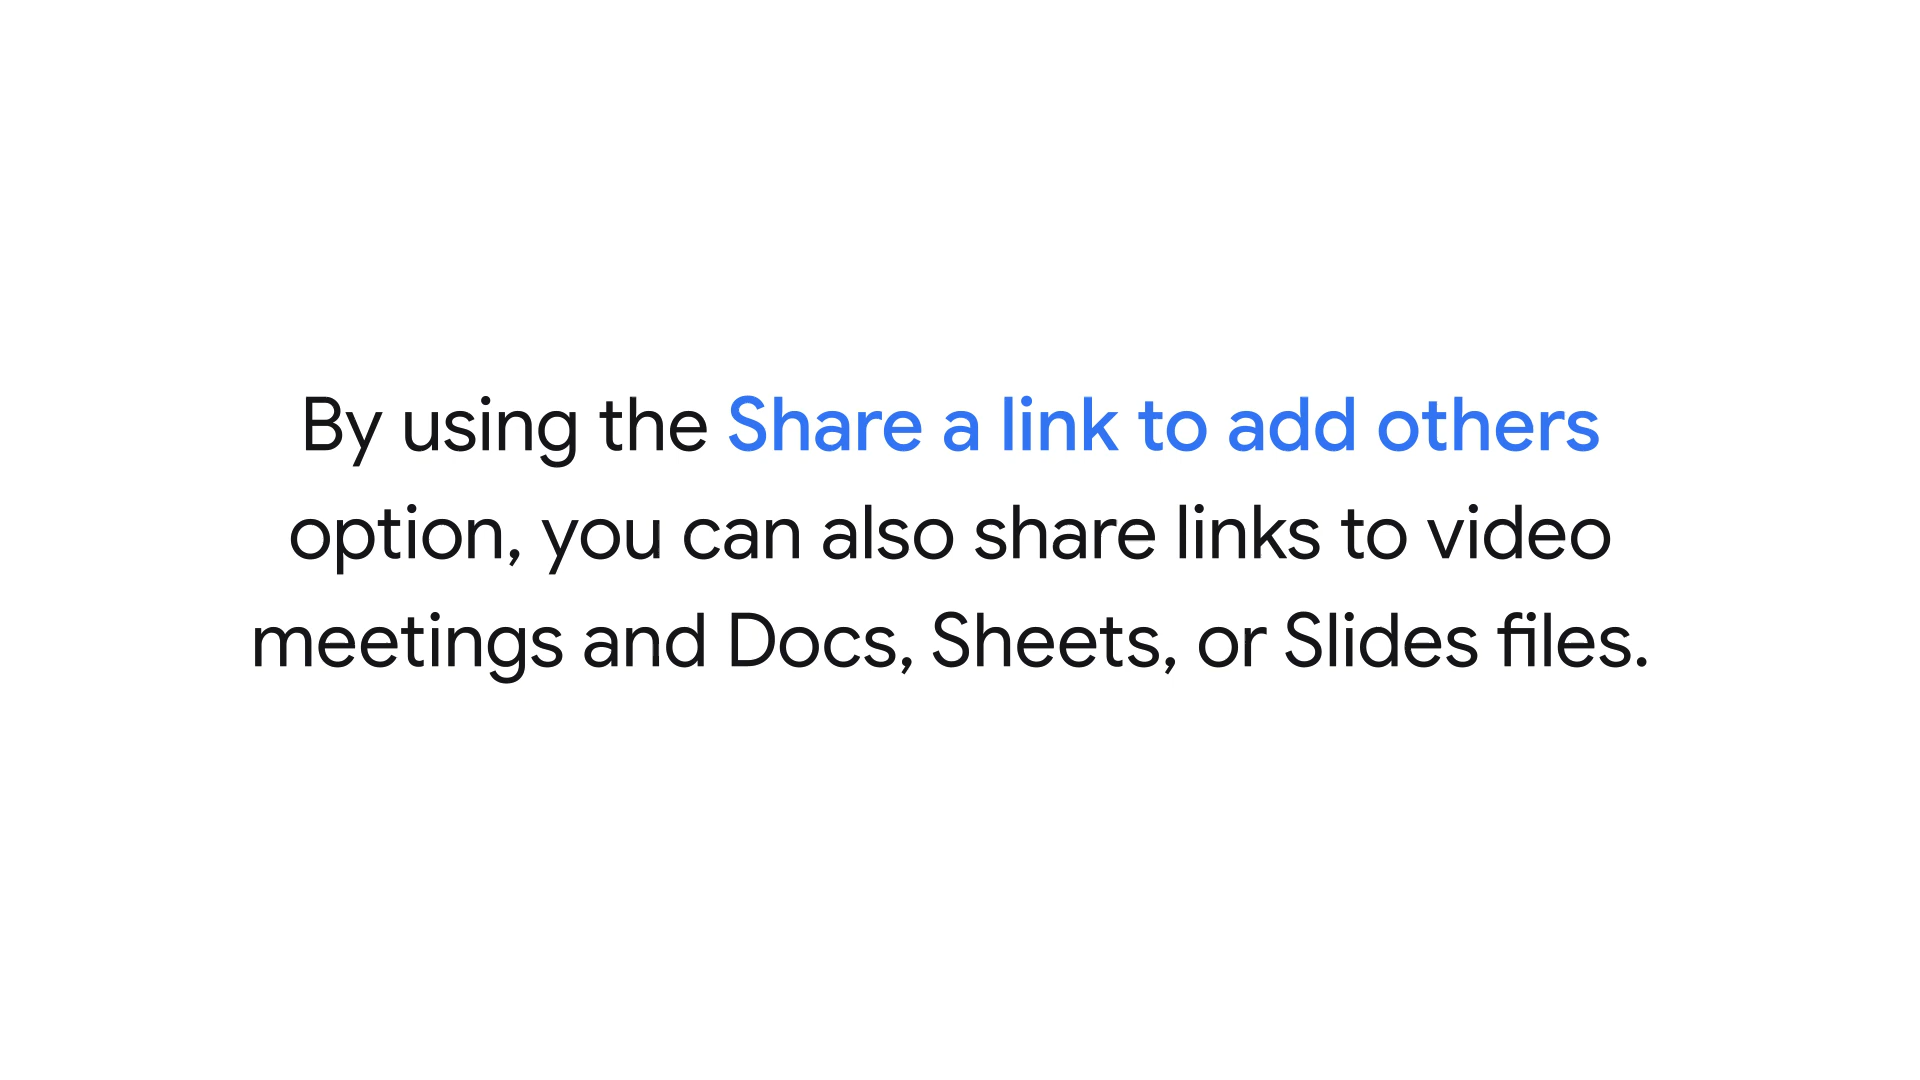 By using the Share a link to add others
option, you can also share links to video
meetings and Docs, Sheets, or Slides files.